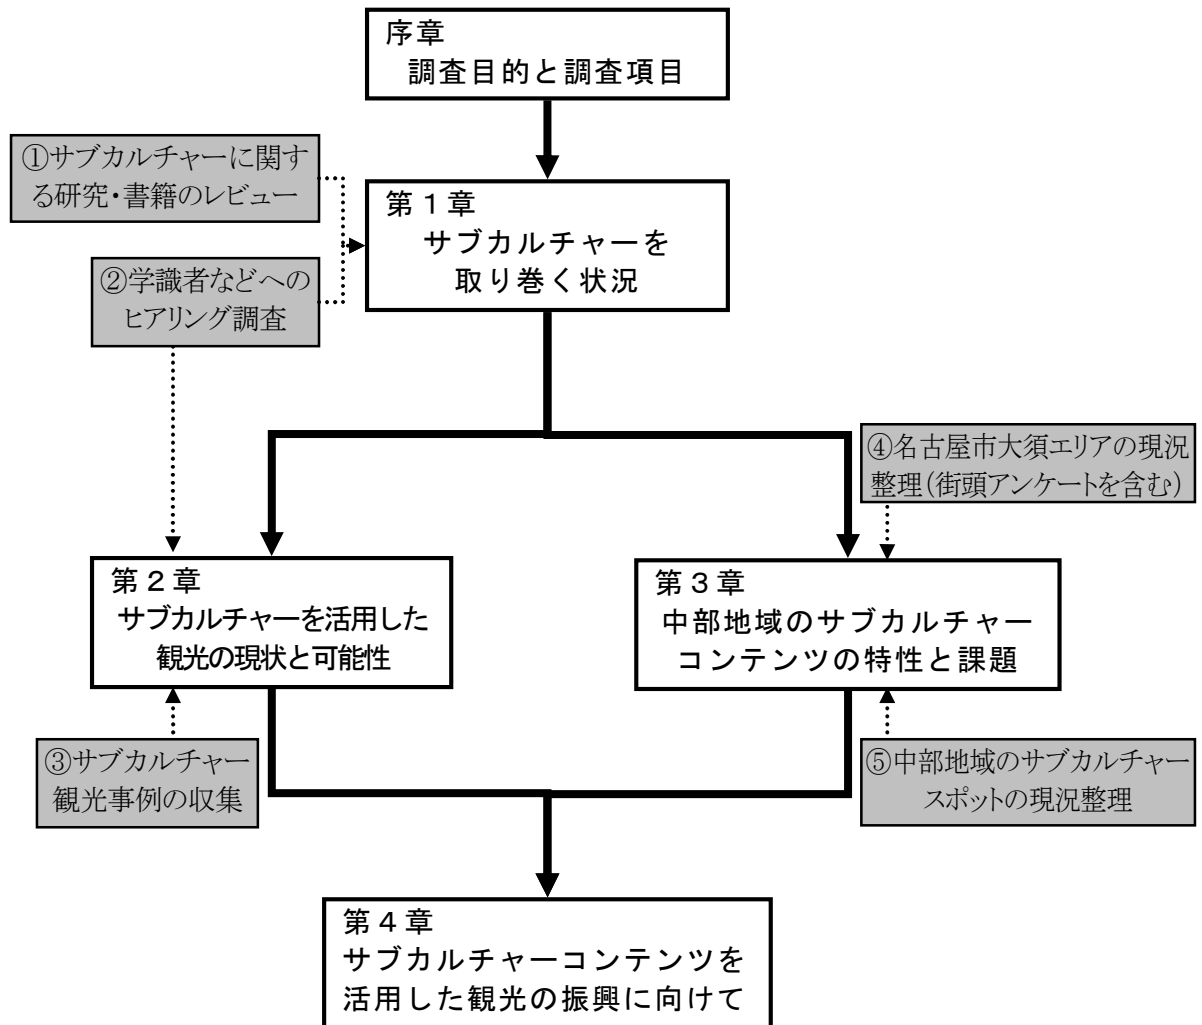 序章
調査目的と調査項目
①サブカルチャーに関す
る研究・書籍のレビュー
第1章
サブカルチャーを
取り巻く状況
②学識者などへの
ヒアリング調査
④名古屋市大須エリアの現況
整理(街頭アンケートを含む)
第2章
サブカルチャーを活用した
観光の現状と可能性
第3章
中部地域のサブカルチャー
コンテンツの特性と課題
③サブカルチャー
観光事例の収集
⑤中部地域のサブカルチャー
スポットの現況整理
第4章
サブカルチャーコンテンツを
活用した観光の振興に向けて